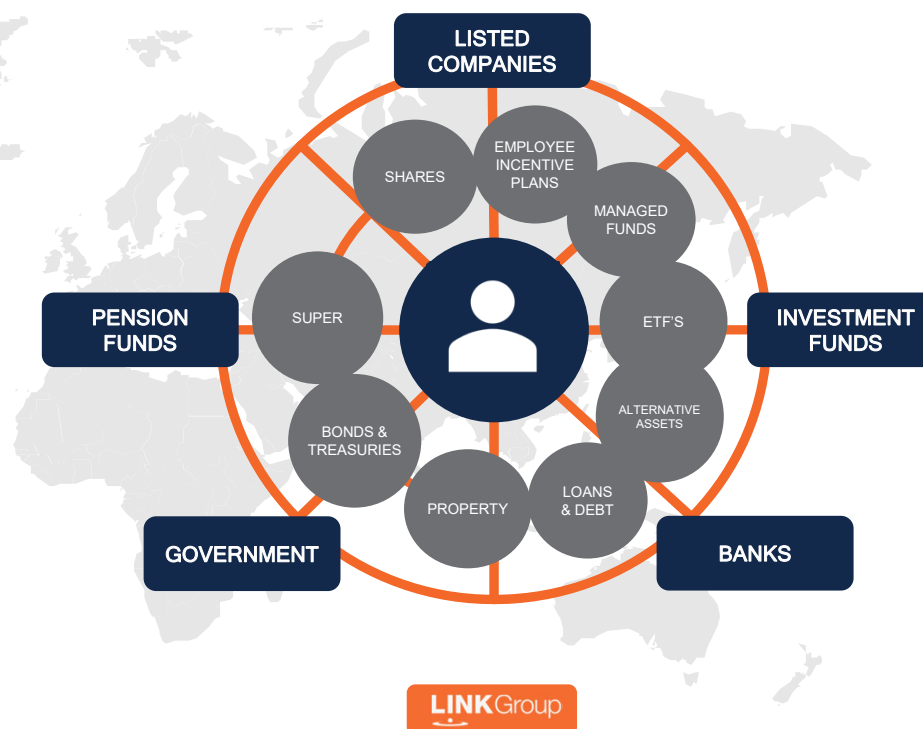 LISTED
COMPANIES
EMPLOYEE
INCENTIVE
PLANS
SHARES
MANAGED
FUNDS
SUPER
ETF'S
PENSION
FUNDS
INVESTMENT
FUNDS
ALTERNATIVE
ASSETS
BONDS &
TREASURIES
LOANS
& DEBT
PROPERTY
GOVERNMENT
BANKS
LINKGroup